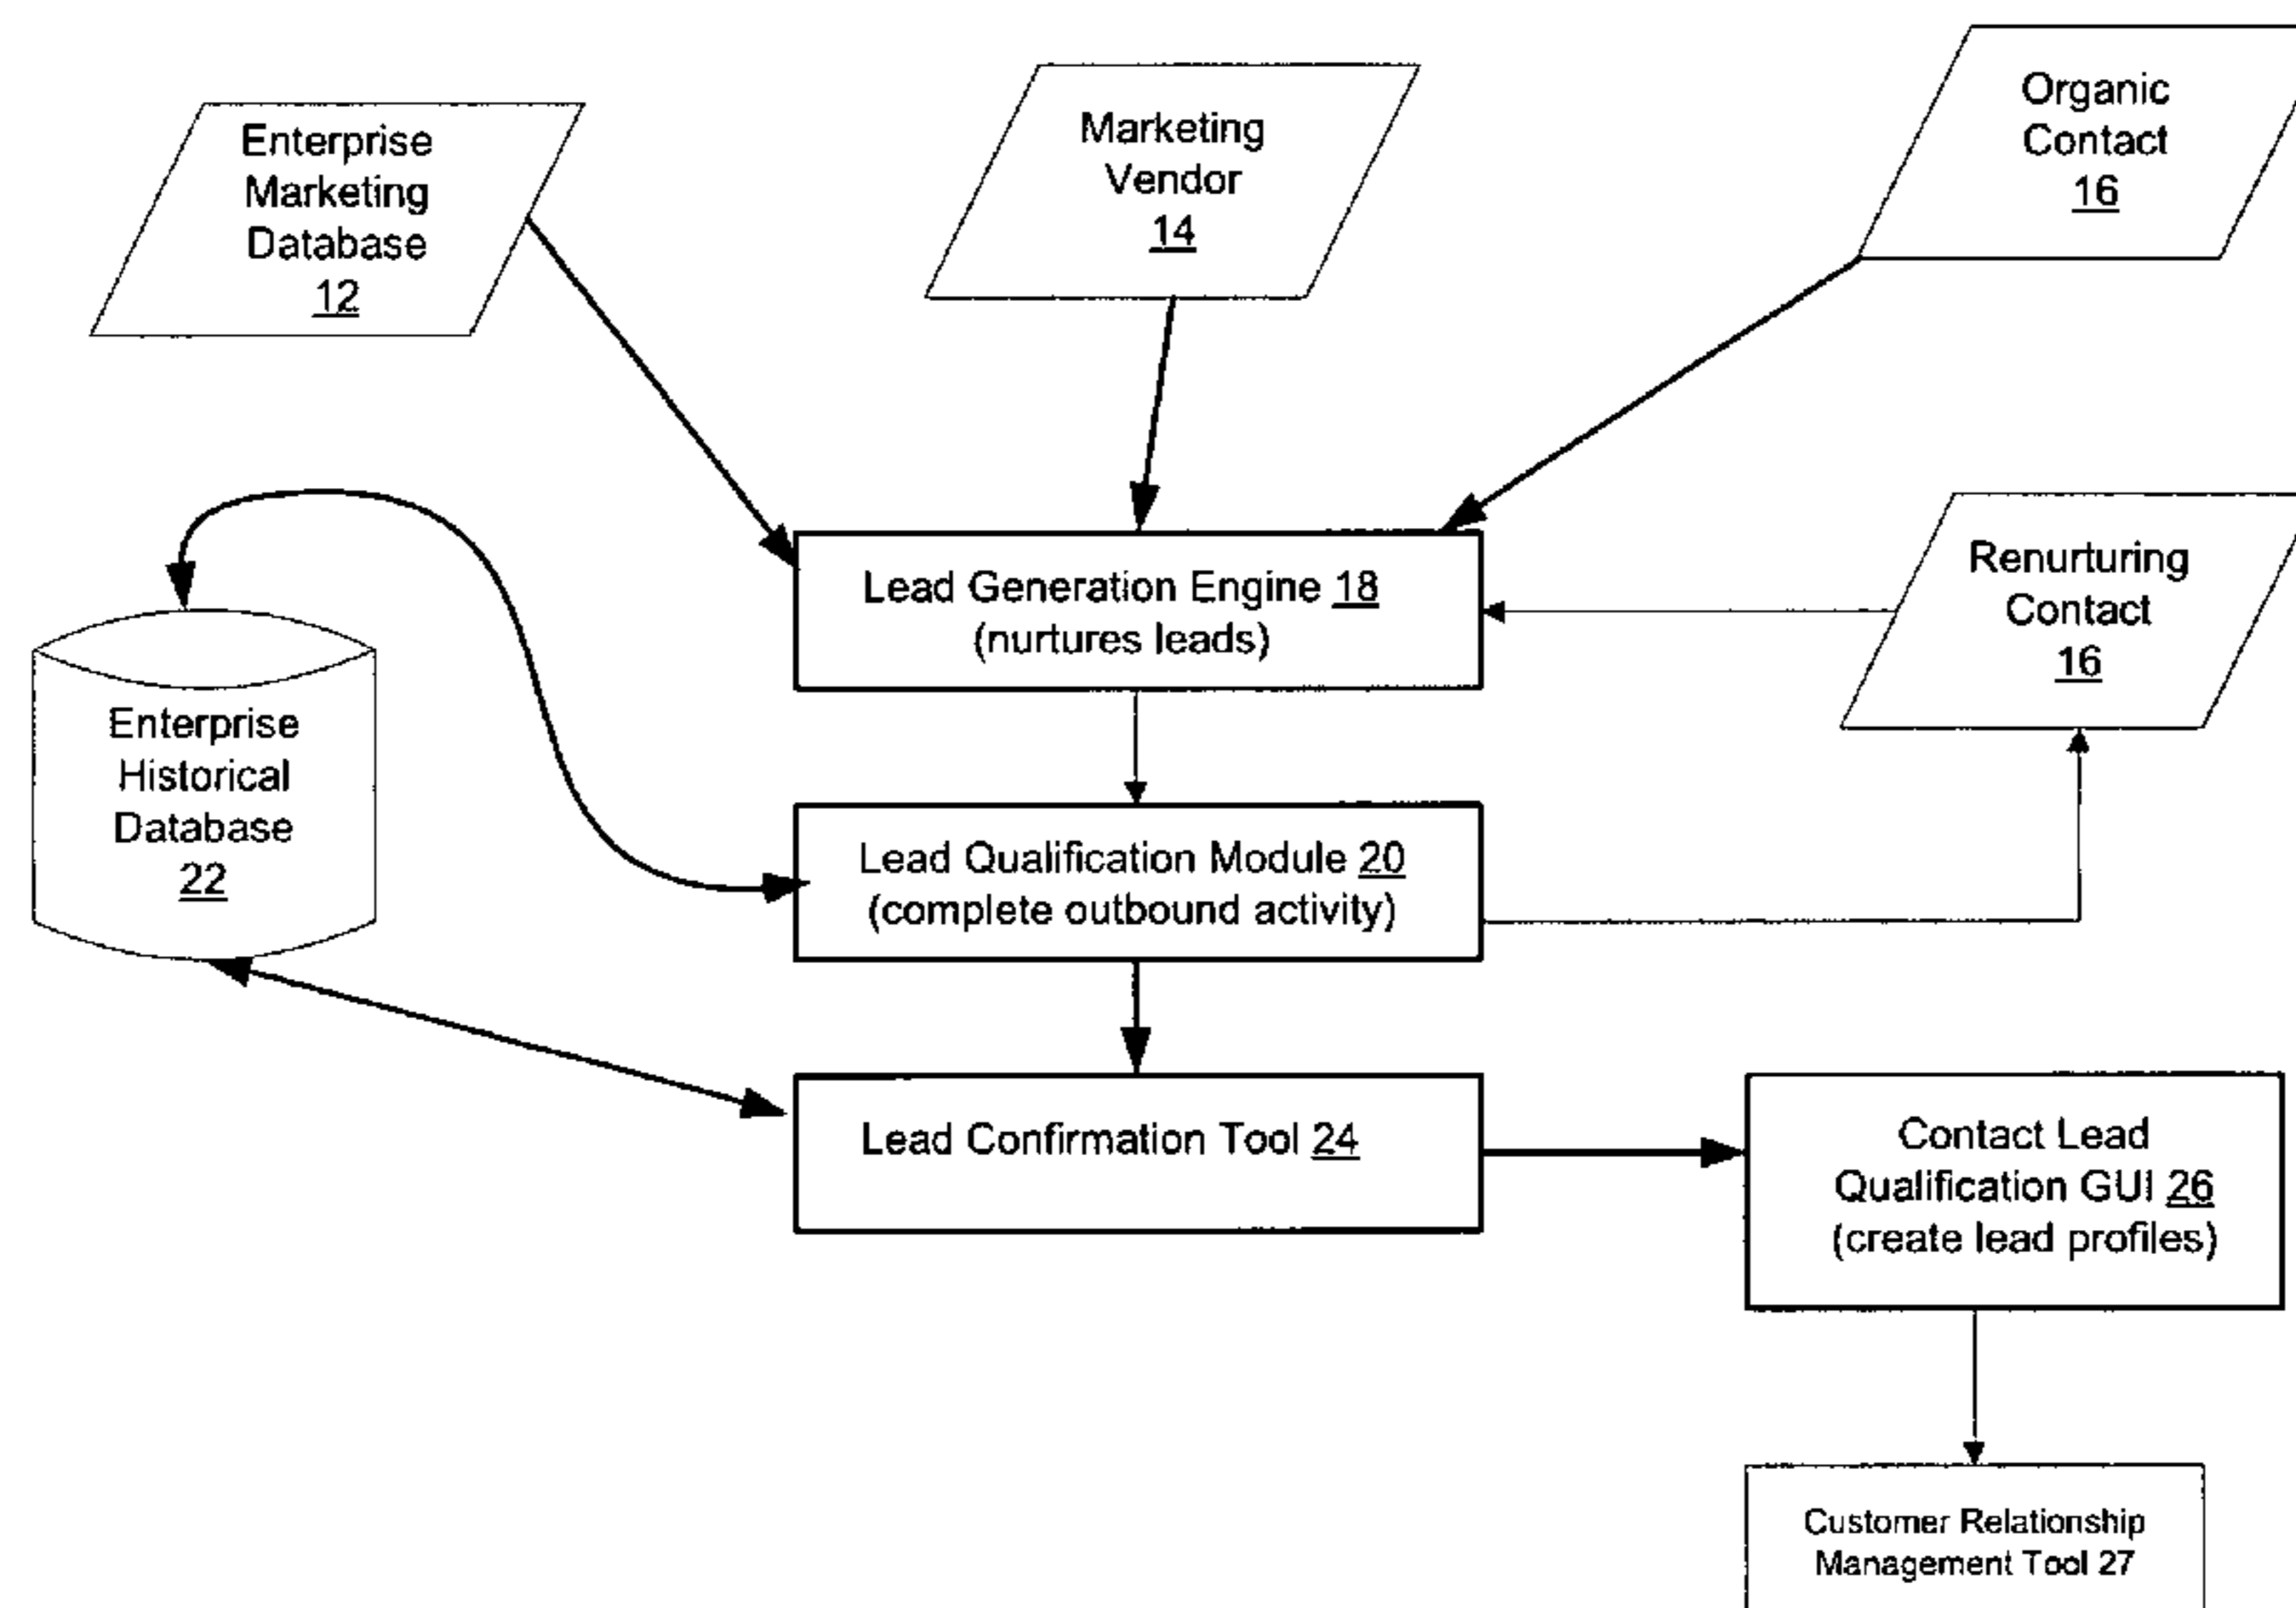 Enterprise
Marketing
Database
12
Marketing
Vendor
14
Organic
Contact
16
Lead Generation Engine 18
(nurtures leads)
Renurturing
Contact
16
Enterprise
Historical
Database
22
Lead Qualification Module 20
(complete outbound activity)
Lead Confirmation Tool 24
Contact Lead
Qualification GUI 26
(create lead profiles)
Customer Relationship
Management Tool 27